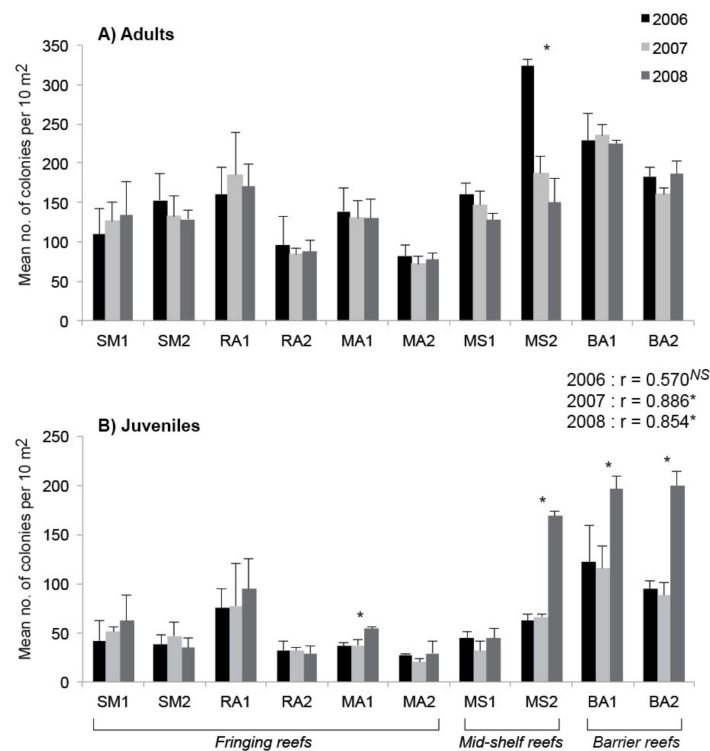 2006
A) Adults
2007
2008
*
350
300
250
200
150
100
50
0
Mean no. of colonies per 10 m2
SM1 SM2 RA1 RA2 MA1 MA2 MS1 MS2 BA1 BA2
2006 : r = 0.570NS
2007 : r = 0.886*
2008 : r = 0.854*
B) Juveniles
* * * *
250
200
150
100
50
0
Mean no. of colonies per 10 m2
SM1 SM2 RA1 RA2 MA1 MA2 MS1 MS2 BA1 BA2
Fringing reefs Mid-shelf reefs Barrier reefs